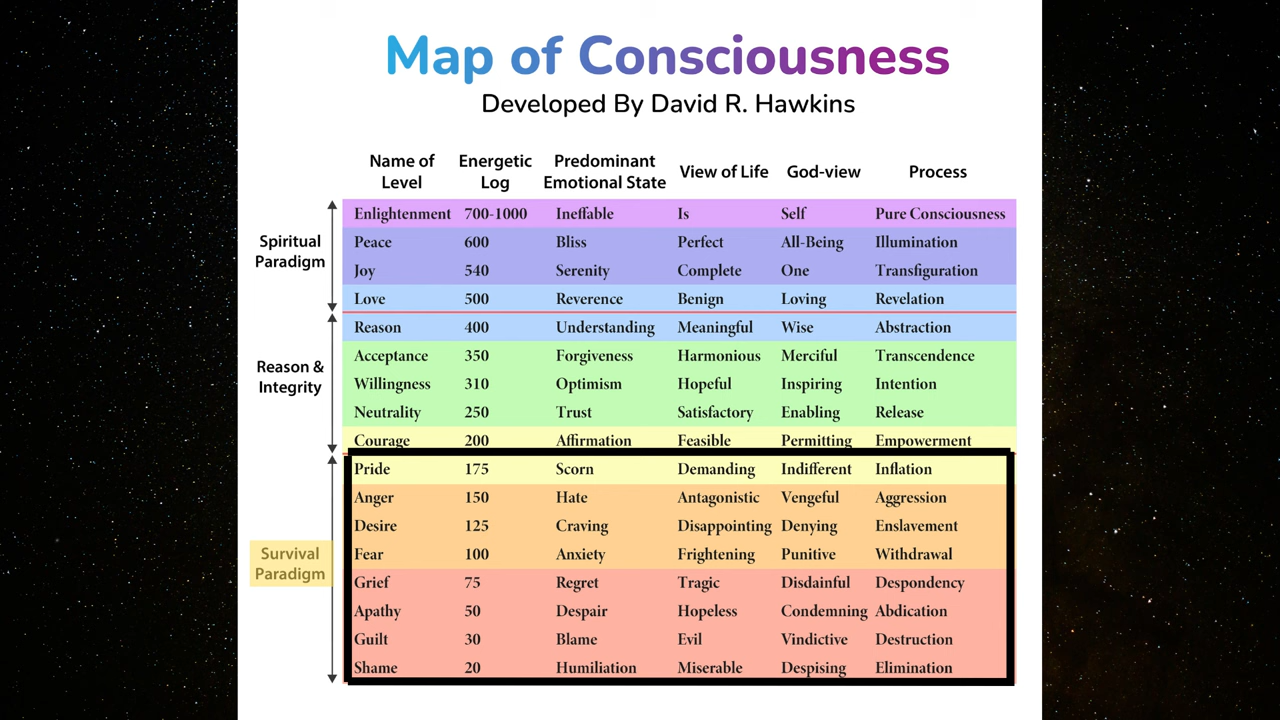 Map of Consciousness
Developed By David R. Hawkins
Name of Level Energetic Log Predominant Emotional State View of Life God-view Process
Spiritual Paradigm
Enlightenment 700-1000 Ineffable Is Self Pure Consciousness
Peace 600 Bliss Perfect All-Being Illumination
Joy 540 Serenity Complete One Transfiguration
Love 500 Reverence Benign Loving Revelation
Reason & Integrity
Reason 400 Understanding Meaningful Wise Abstraction
Acceptance 350 Forgiveness Harmonious Merciful Transcendence
Willingness 310 Optimism Hopeful Inspiring Intention
Neutrality 250 Trust Satisfactory Enabling Release
Courage 200 Affirmation Feasible Permitting Empowerment
Survival Paradigm
Pride 175 Scorn Demanding Indifferent Inflation
Anger 150 Hate Antagonistic Vengeful Aggression
Desire 125 Craving Disappointing Denying Enslavement
Fear 100 Anxiety Frightening Punitive Withdrawal
Grief 75 Regret Tragic Disdainful Despondency
Apathy 50 Despair Hopeless Condemning Abdication
Guilt 30 Blame Evil Vindictive Destruction
Shame 20 Humiliation Miserable Despising Elimination